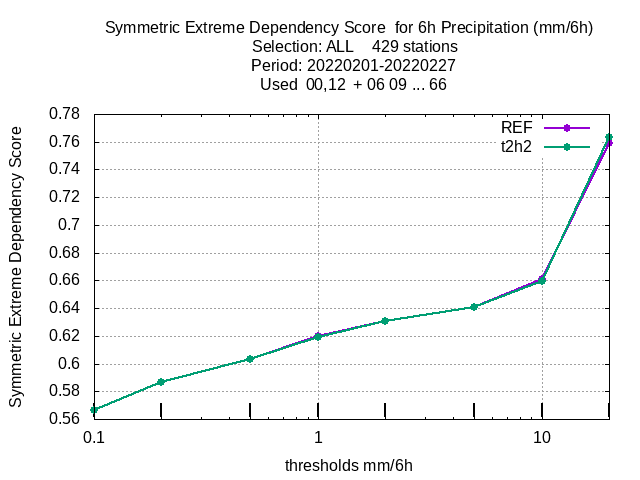 Symmetric Extreme Dependency Score  for 6h Precipitation (mm/6h)
Selection: ALL    429 stations
Period: 20220201-20220227
Used  00,12  + 06 09 ... 66
REF
t2h2
Symmetric Extreme Dependency Score
0.78
0.76
0.74
0.72
0.7
0.68
0.66
0.64
0.62
0.6
0.58
0.56
0.1
1
10
thresholds mm/6h